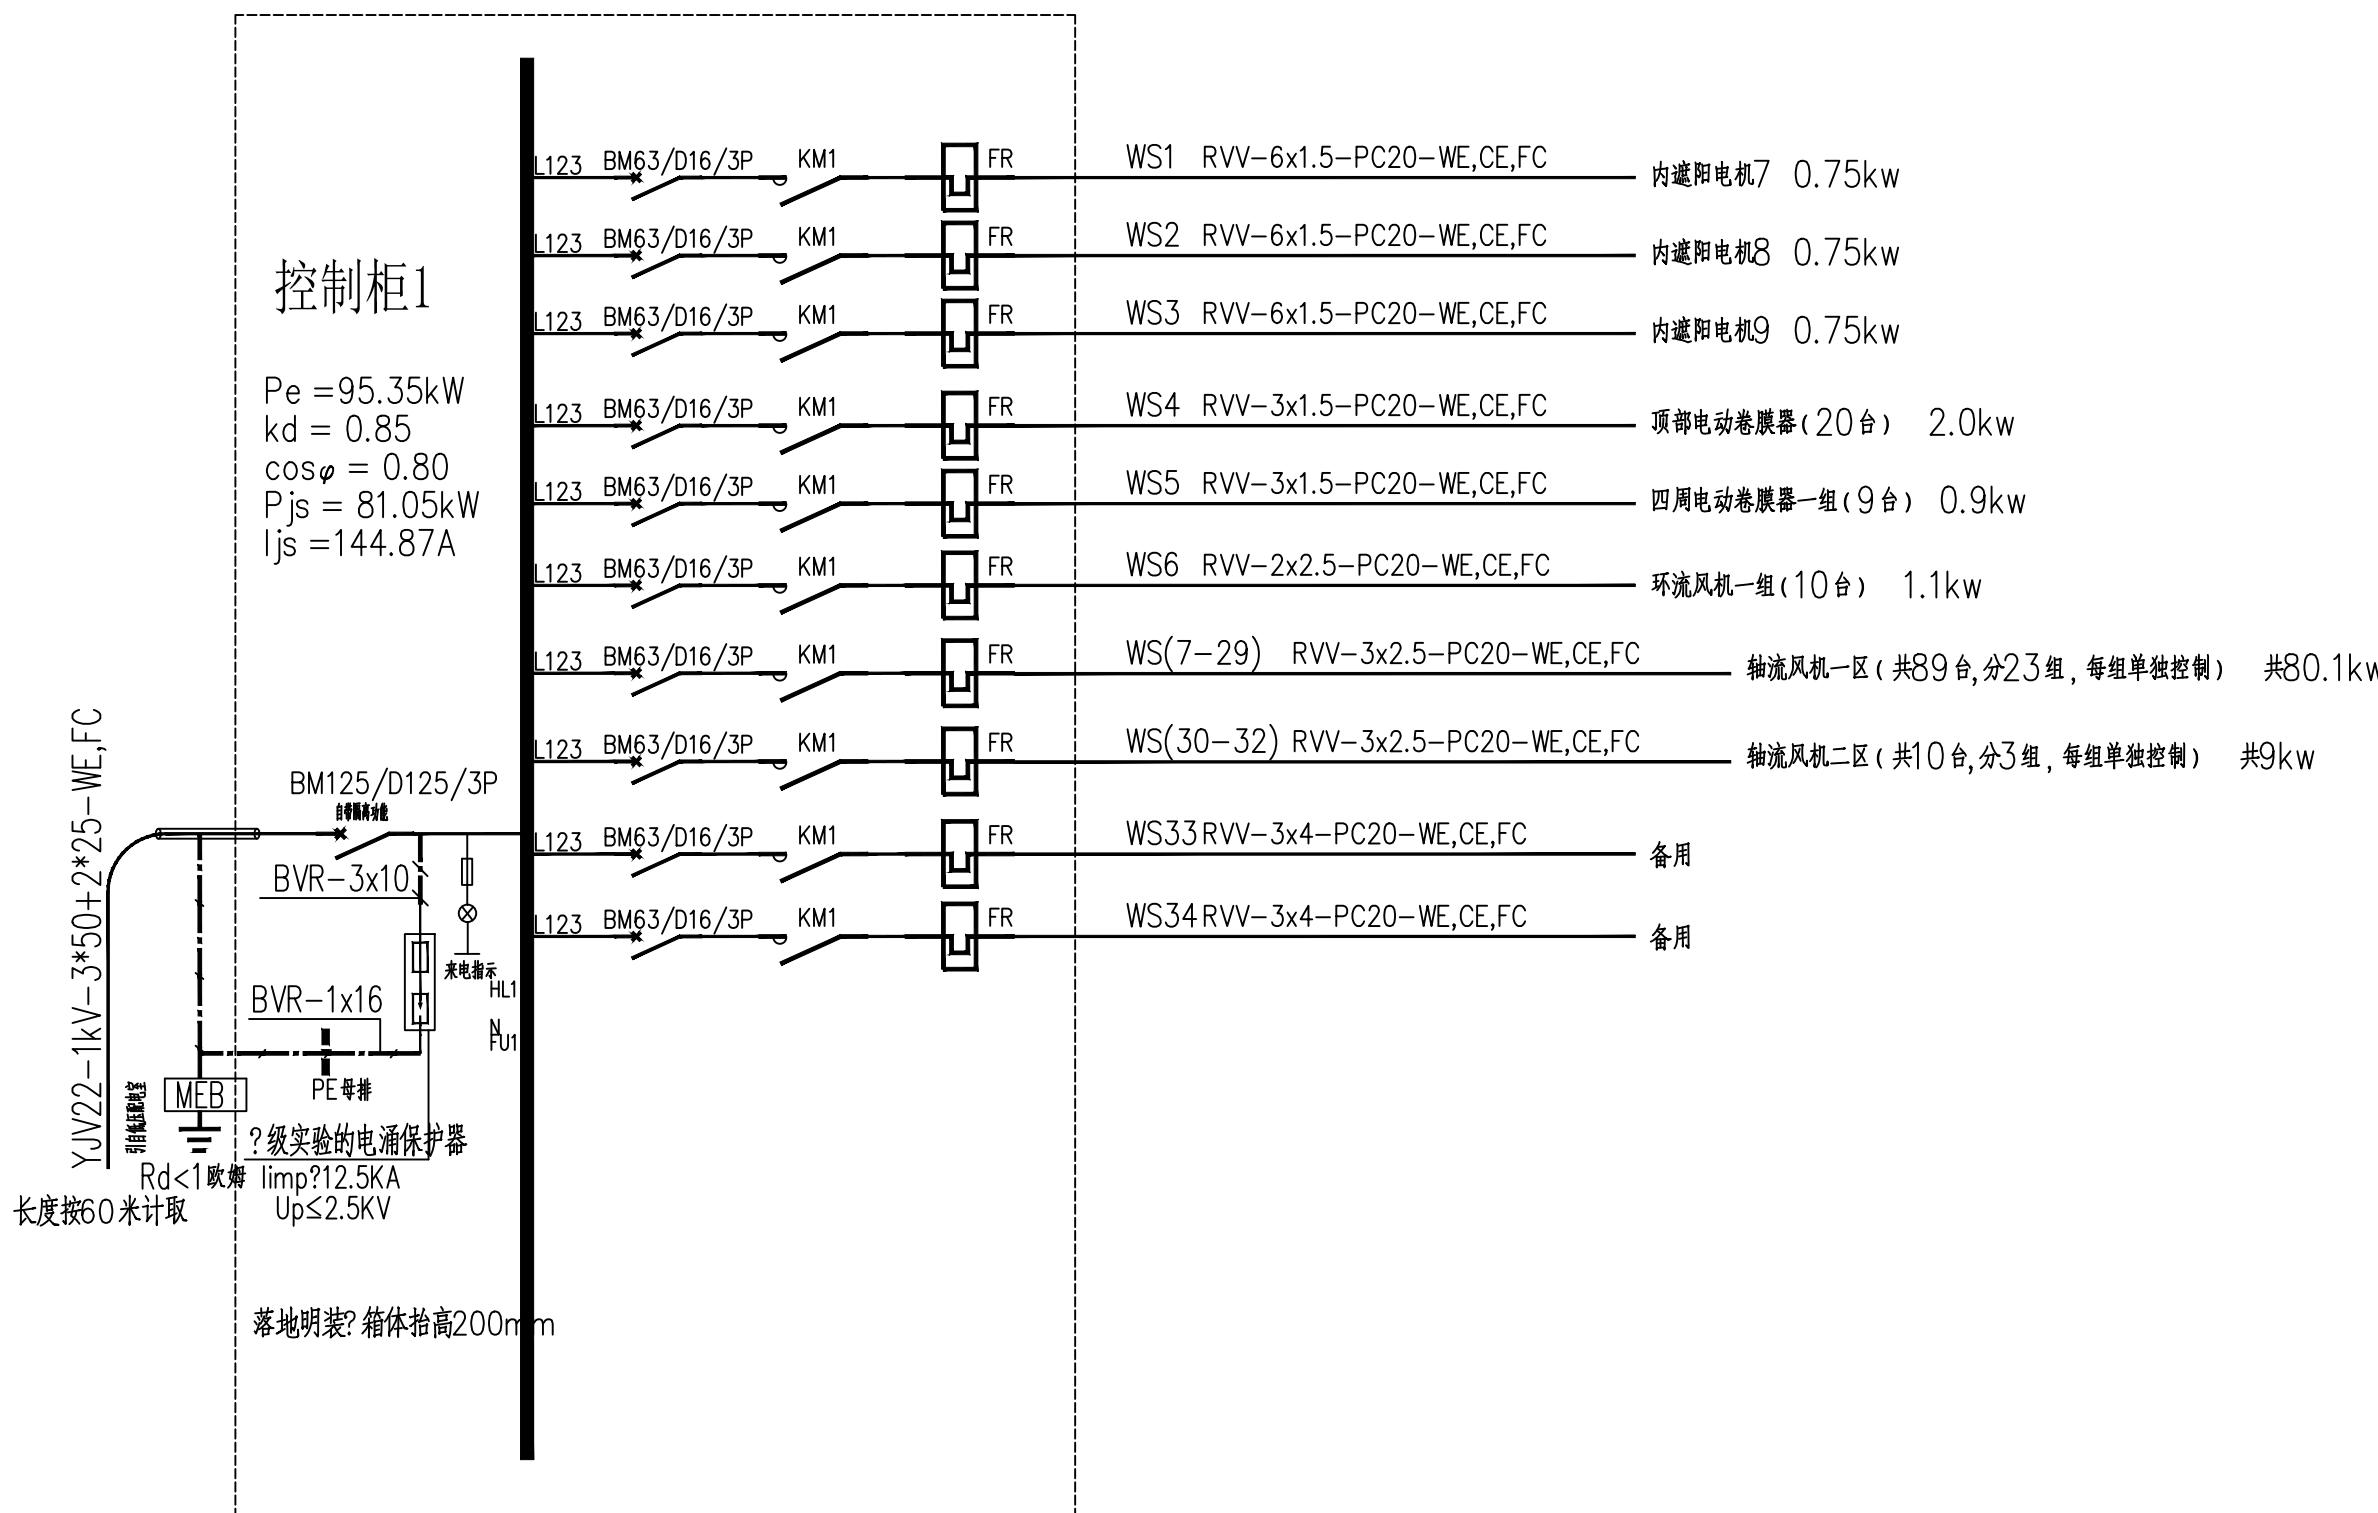 控制柜1
Pe =95.35kW
kd = 0.85
cosφ = 0.80
Pjs = 81.05kW
Ijs =144.87A
L123 BM63/D16/3P KM1 FR WS1 RVV-6x1.5-PC20-WE,CE,FC 内遮阳电机7 0.75kw
L123 BM63/D16/3P KM1 FR WS2 RVV-6x1.5-PC20-WE,CE,FC 内遮阳电机8 0.75kw
L123 BM63/D16/3P KM1 FR WS3 RVV-6x1.5-PC20-WE,CE,FC 内遮阳电机9 0.75kw
L123 BM63/D16/3P KM1 FR WS4 RVV-3x1.5-PC20-WE,CE,FC 顶部电动卷膜器(20台) 2.0kw
L123 BM63/D16/3P KM1 FR WS5 RVV-3x1.5-PC20-WE,CE,FC 四周电动卷膜器一组(9台) 0.9kw
L123 BM63/D16/3P KM1 FR WS6 RVV-2x2.5-PC20-WE,CE,FC 环流风机一组(10台) 1.1kw
L123 BM63/D16/3P KM1 FR WS(7-29) RVV-3x2.5-PC20-WE,CE,FC 轴流风机一区(共89台,分23组,每组单独控制) 共80.1kw
L123 BM63/D16/3P KM1 FR WS(30-32) RVV-3x2.5-PC20-WE,CE,FC 轴流风机二区(共10台,分3组,每组单独控制) 共9kw
L123 BM63/D16/3P KM1 FR WS33 RVV-3x4-PC20-WE,CE,FC 备用
L123 BM63/D16/3P KM1 FR WS34 RVV-3x4-PC20-WE,CE,FC 备用
YJV22-1kV-3*50+2*25-WE,FC
引自低压配电室
长度按60米计取
BM125/D125/3P
自带隔离功能
BVR-3x10
来电指示
HL1
N
FU1
BVR-1x16
PE母排
MEB
Rd<1欧姆
?级实验的电涌保护器
Iimp?12.5KA
Up≤2.5KV
落地明装?箱体抬高200mm